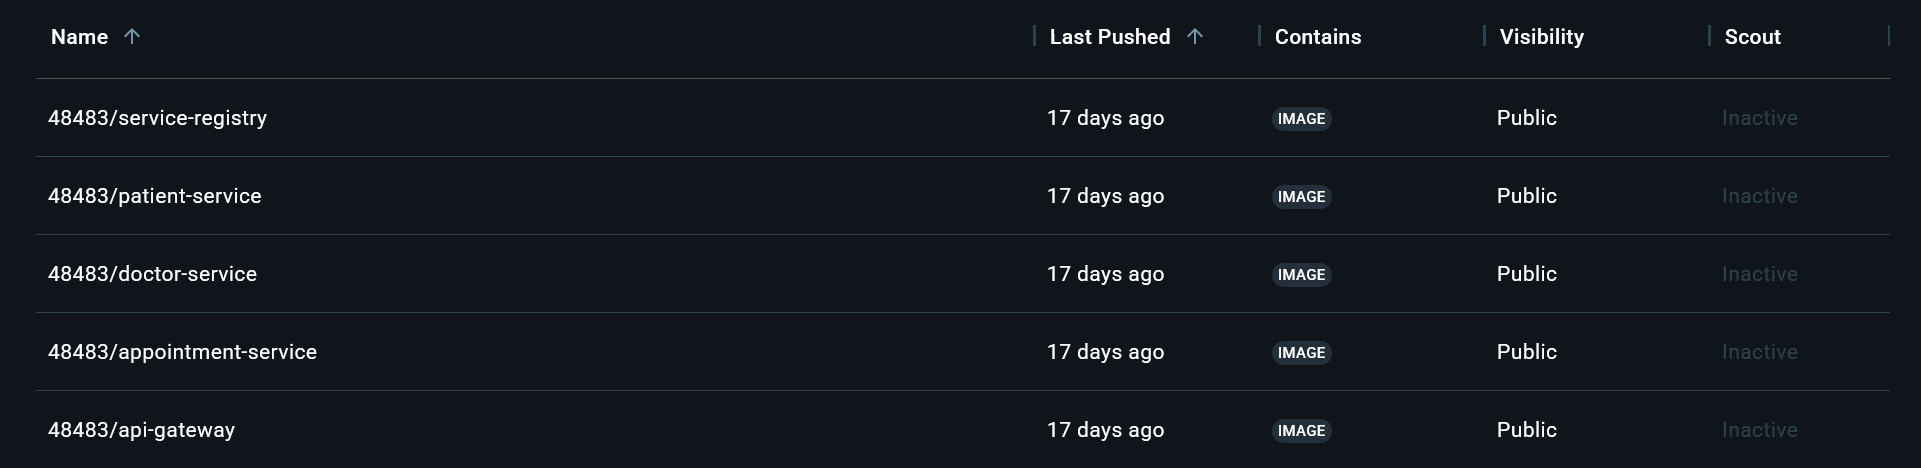 Name Last Pushed Contains Visibility Scout
48483/service-registry 17 days ago IMAGE Public Inactive
48483/patient-service 17 days ago IMAGE Public Inactive
48483/doctor-service 17 days ago IMAGE Public Inactive
48483/appointment-service 17 days ago IMAGE Public Inactive
48483/api-gateway 17 days ago IMAGE Public Inactive